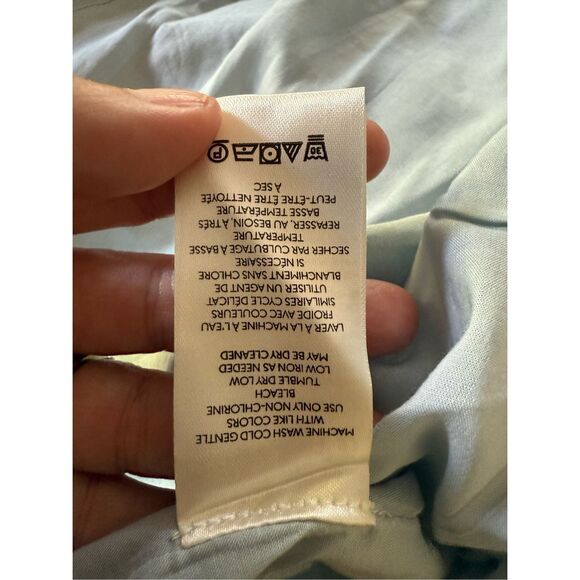 MACHINE WASH COLD GENTLE
WITH LIKE COLORS
USE ONLY NON-CHLORINE
BLEACH
TUMBLE DRY LOW
LOW IRON AS NEEDED
MAY BE DRY CLEANED
LAVER À LA MACHINE À L'EAU
FROIDE AVEC COULEURS
SIMILAIRES CYCLE DÉLICAT
UTILISER UN AGENT DE
BLANCHIMENT SANS CHLORE
SI NÉCESSAIRE
SÉCHER PAR CULBUTAGE À BASSE
TEMPÉRATURE
REPASSER, AU BESOIN, À TRÈS
BASSE TEMPÉRATURE
PEUT-ÊTRE ÊTRE NETTOYÉE
À SEC
30 P